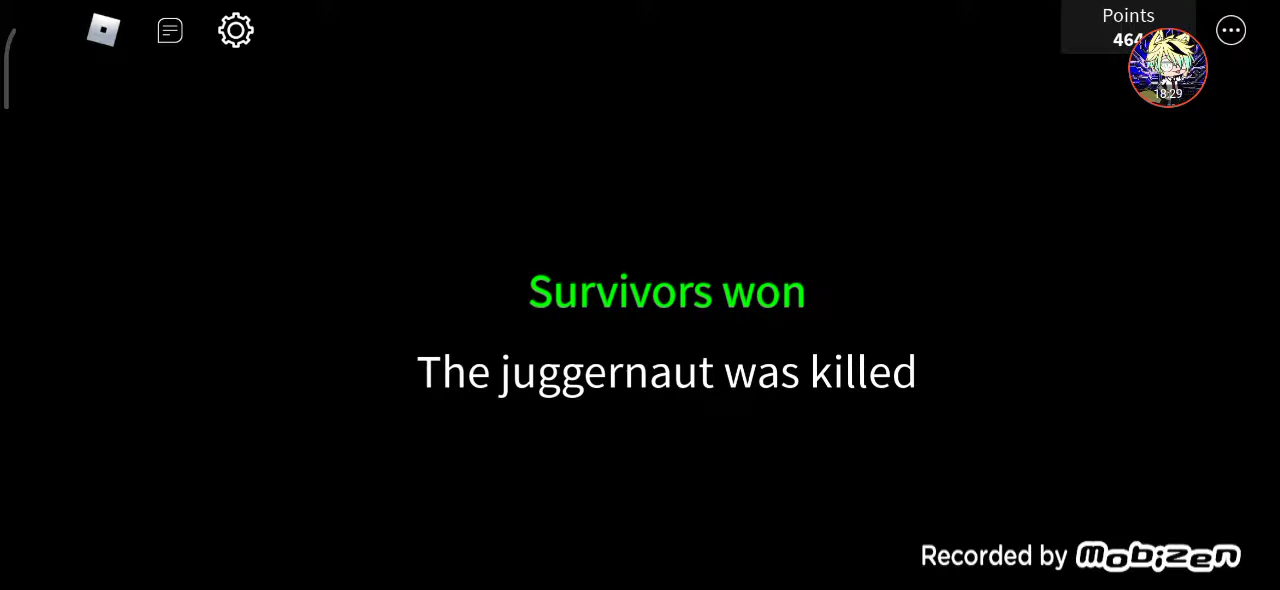 Points
464
18:29
Survivors won
The juggernaut was killed
Recorded by mobizen